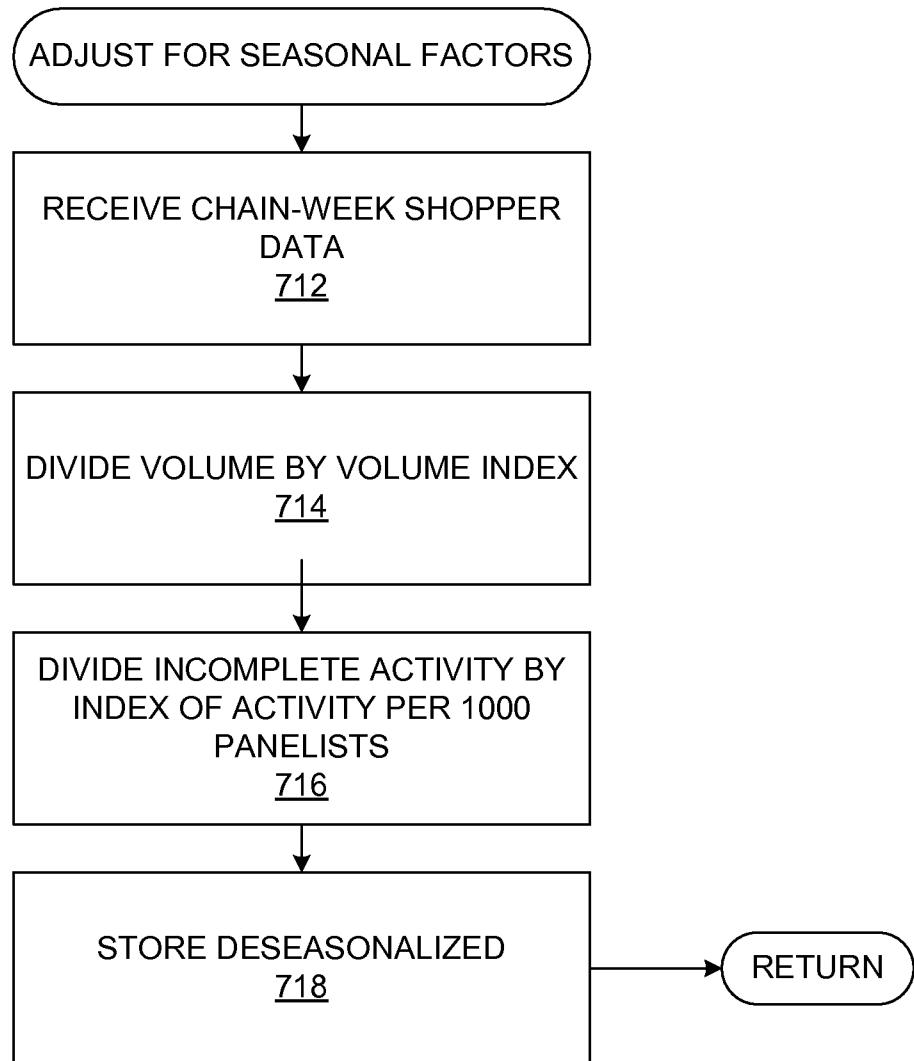 ADJUST FOR SEASONAL FACTORS
RECEIVE CHAIN-WEEK SHOPPER
DATA
712
DIVIDE VOLUME BY VOLUME INDEX
714
DIVIDE INCOMPLETE ACTIVITY BY
INDEX OF ACTIVITY PER 1000
PANELISTS
716
STORE DESEASONALIZED
718
RETURN